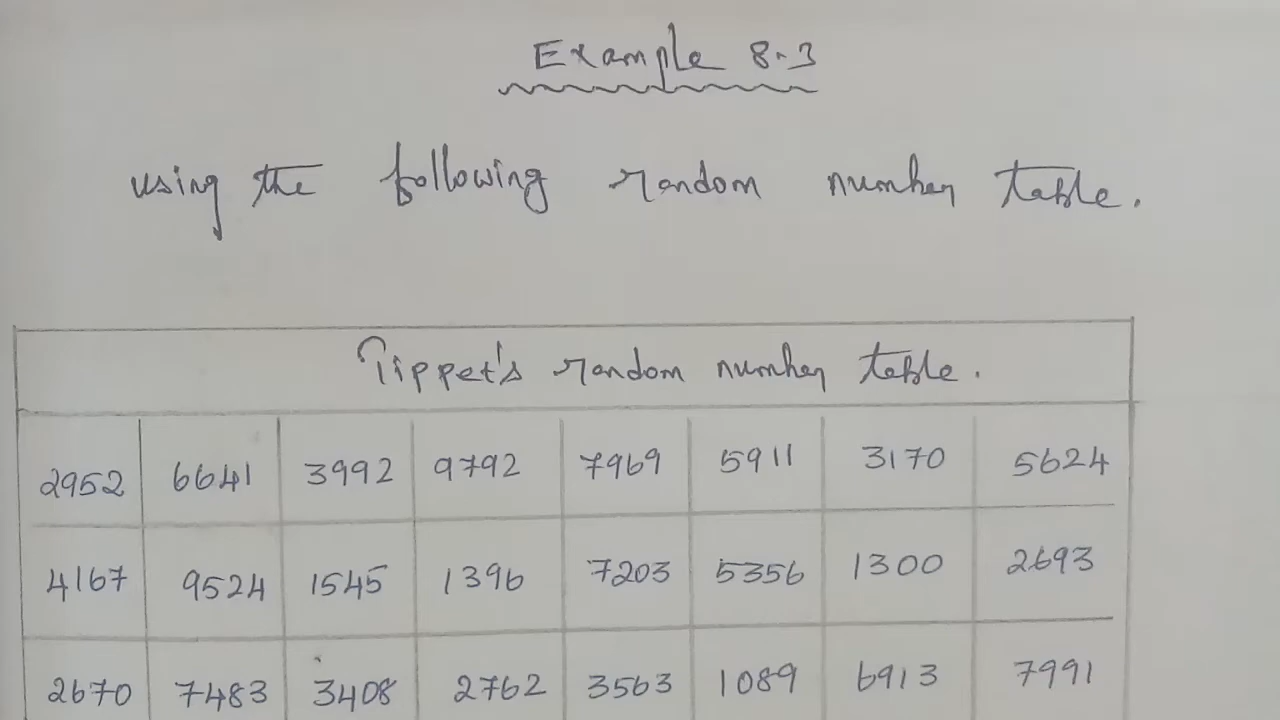 Example 8.3
using the following random number table.
Tippet's random number table.
2952 6641 3992 9792 7969 5911 3170 5624
4167 9524 1545 1396 7203 5356 1300 2693
2670 7483 3408 2762 3563 1089 6913 7991